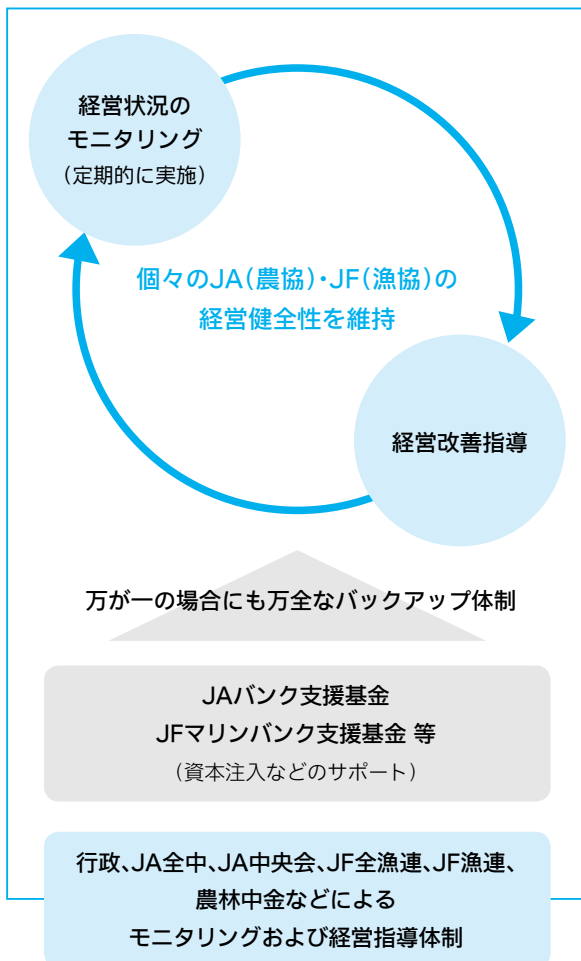 経営状況の
モニタリング
（定期的に実施）
個々のJA（農協）・JF（漁協）の
経営健全性を維持
経営改善指導
万が一の場合にも万全なバックアップ体制
JAバンク支援基金
JFマリンバンク支援基金 等
（資本注入などのサポート）
行政、JA全中、JA中央会、JF全漁連、JF漁連、
農林中金などによる
モニタリングおよび経営指導体制